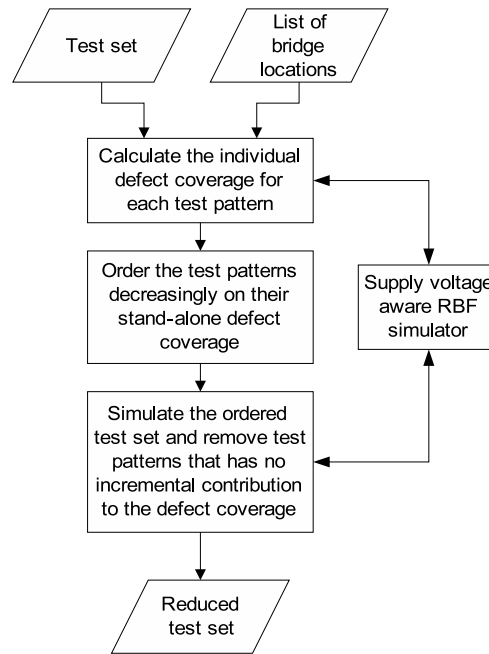 Test set
List of
bridge
locations
Calculate the individual
defect coverage for
each test pattern
Order the test patterns
decreasingly on their
stand-alone defect
coverage
Supply voltage
aware RBF
simulator
Simulate the ordered
test set and remove test
patterns that has no
incremental contribution
to the defect coverage
Reduced
test set